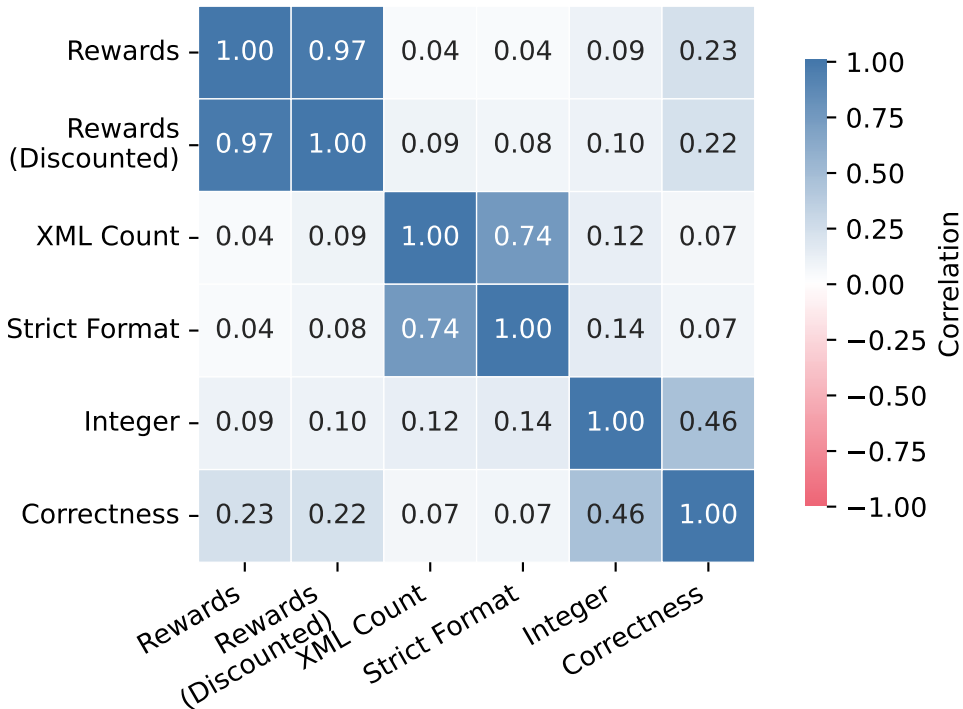 Rewards
1.00 0.97 0.04 0.04 0.09 0.23
Rewards
(Discounted)
0.97 1.00 0.09 0.08 0.10 0.22
XML Count
0.04 0.09 1.00 0.74 0.12 0.07
Strict Format
0.04 0.08 0.74 1.00 0.14 0.07
Integer
0.09 0.10 0.12 0.14 1.00 0.46
Correctness
0.23 0.22 0.07 0.07 0.46 1.00
Rewards
Rewards
(Discounted)
XML Count
Strict Format
Integer
Correctness
1.00
0.75
0.50
0.25
0.00
−0.25
−0.50
−0.75
−1.00
Correlation